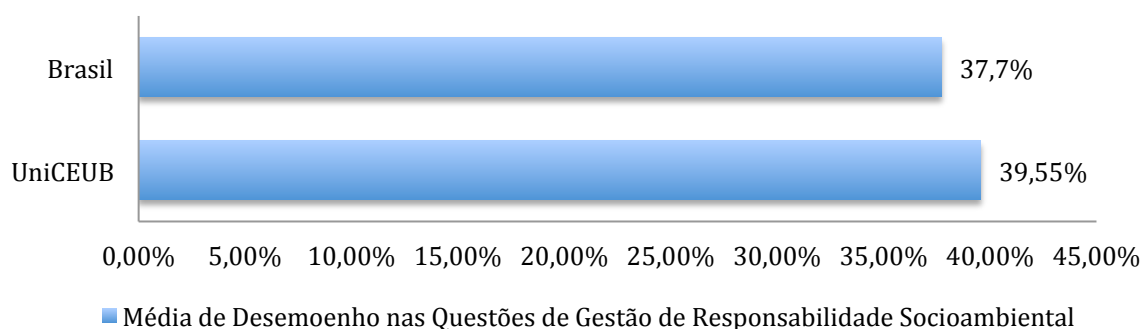 Brasil 37,7%
UniCEUB 39,55%
0,00% 5,00% 10,00% 15,00% 20,00% 25,00% 30,00% 35,00% 40,00% 45,00%
Média de Desemoenho nas Questões de Gestão de Responsabilidade Socioambiental